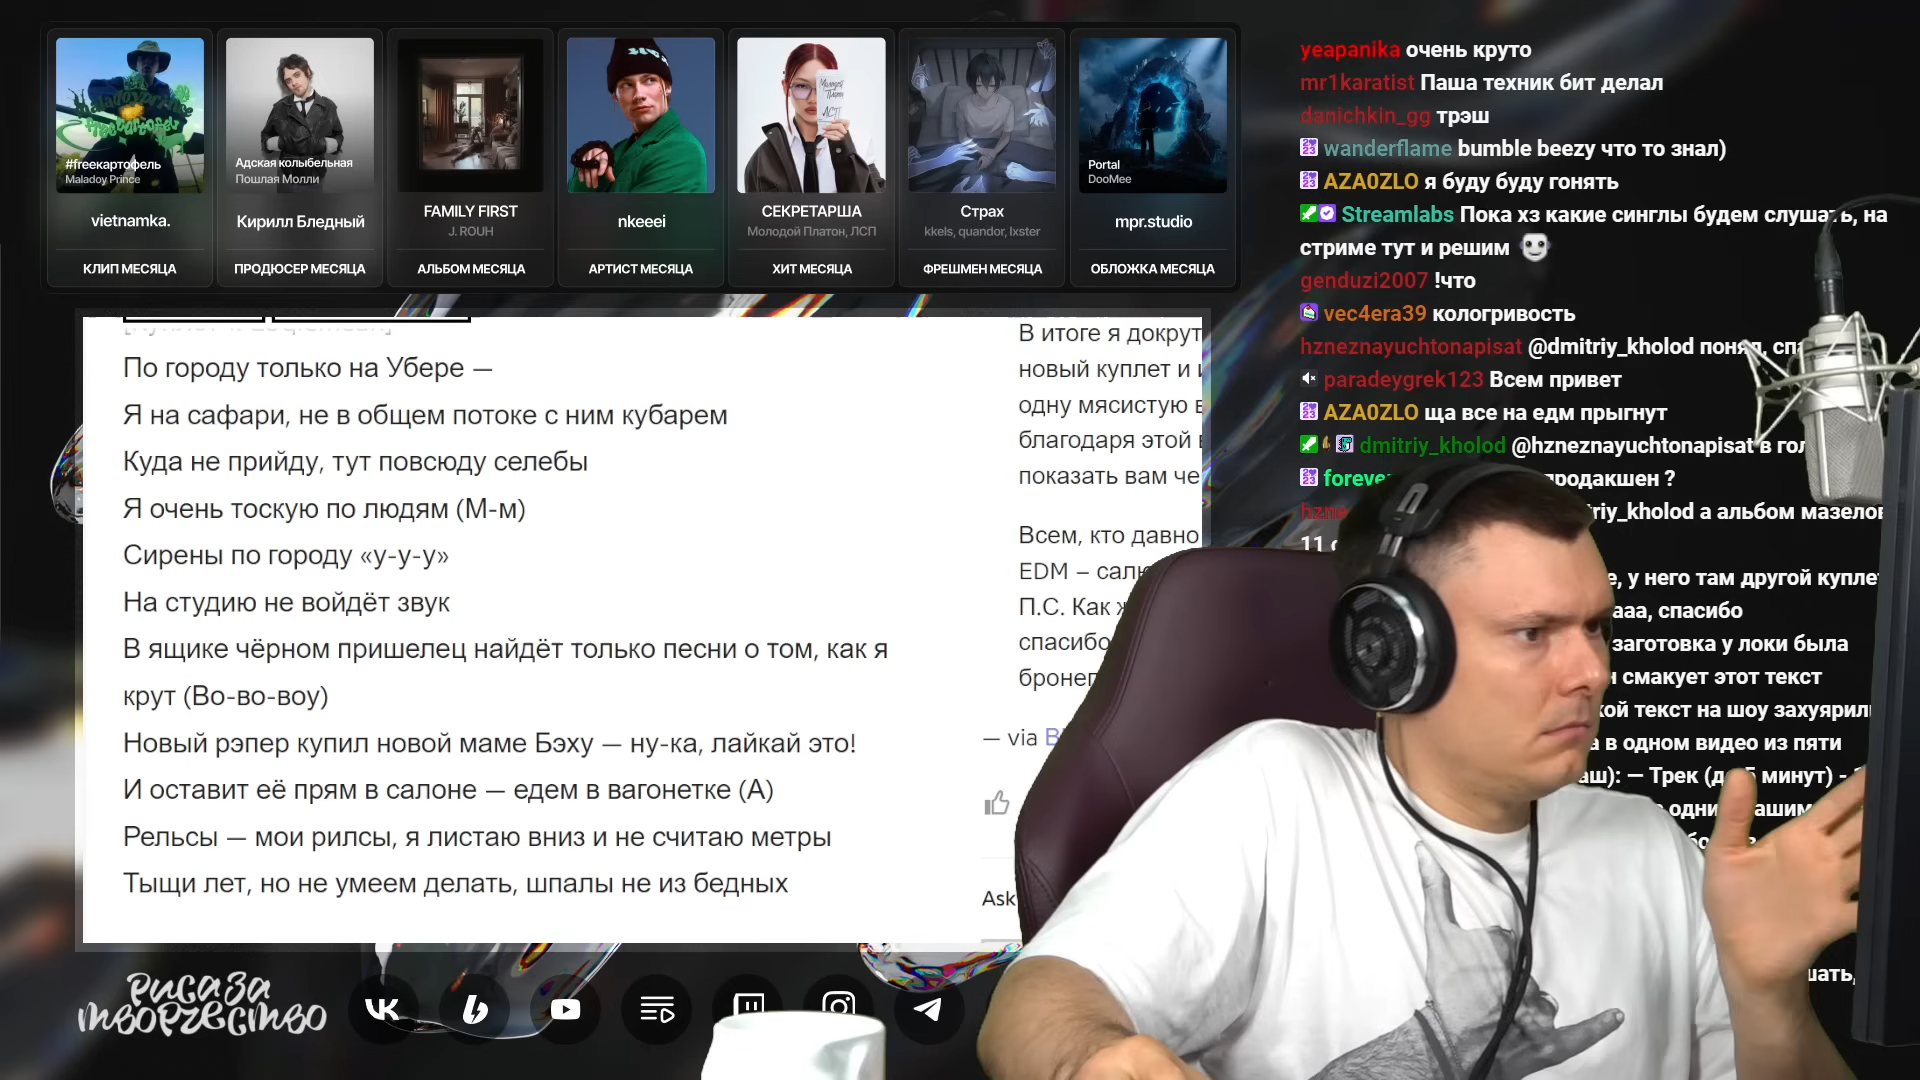 #freeкартофель
Maladoy Prince
vietnamka.
КЛИП МЕСЯЦА
Адская колыбельная
Пошлая Молли
Кирилл Бледный
ПРОДЮСЕР МЕСЯЦА
FAMILY FIRST
J. ROUH
АЛЬБОМ МЕСЯЦА
nkeeei
АРТИСТ МЕСЯЦА
СЕКРЕТАРША
Молодой Платон, ЛСП
ХИТ МЕСЯЦА
Страх
kkels, quandor, lxster
ФРЕШМЕН МЕСЯЦА
Portal
DooMee
mpr.studio
ОБЛОЖКА МЕСЯЦА
По городу только на Убере —
Я на сафари, не в общем потоке с ним кубарем
Куда не прийду, тут повсюду селебы
Я очень тоскую по людям (М-м)
Сирены по городу «у-у-у»
На студию не войдёт звук
В ящике чёрном пришелец найдёт только песни о том, как я
крут (Во-во-воу)
Новый рэпер купил новой маме Бэху — ну-ка, лайкай это!
И оставит её прям в салоне — едем в вагонетке (А)
Рельсы — мои рилсы, я листаю вниз и не считаю метры
Тыщи лет, но не умеем делать, шпалы не из бедных
В итоге я докрут
новый куплет и
одну мясистую
благодаря этой
показать вам че
Всем, кто давно
EDM – салю
П.С. Как
спасибо
— via
Ask
yeapanika очень круто
mr1karatist Паша техник бит делал
danichkin_gg трэш
wanderflame bumble beezy что то знал)
AZA0ZLO я буду буду гонять
Streamlabs Пока хз какие синглы будем слушать, на
стриме тут и решим
genduzi2007 !что
vec4era39 кологривость
hzneznayuchtonapisat @dmitriy_kholod понял,
paradeygrek123 Всем привет
AZA0ZLO ща все на едм прыгнут
dmitriy_kholod @hzneznayuchtonapisat в
продакшен ?
а альбом мазелов
11
у него там другой куплет
спасибо
заготовка у локи была
смакует этот текст
текст на шоу захуярил
в одном видео из пяти
— Трек (до 5 минут) -
рисаза
творчество